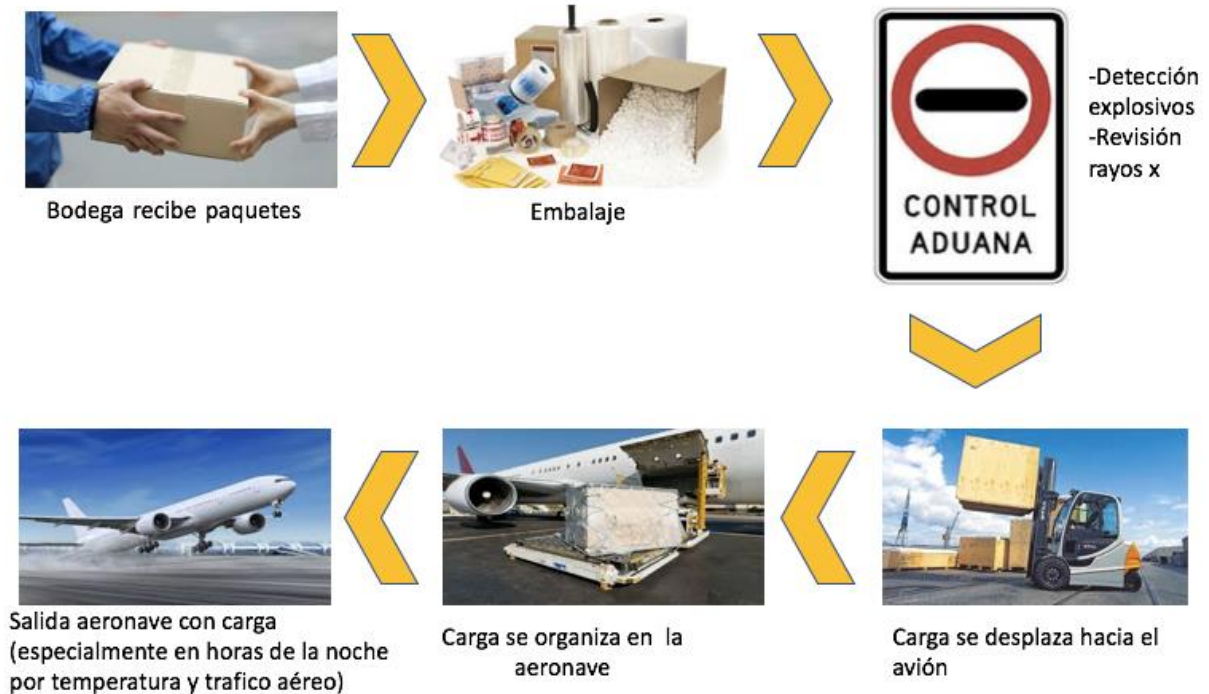 Bodega recibe paquetes
Embalaje
CONTROL
ADUANA
-Detección
explosivos
-Revisión
rayos x
Carga se desplaza hacia el
avión
Carga se organiza en la
aeronave
Salida aeronave con carga
(especialmente en horas de la noche
por temperatura y trafico aéreo)